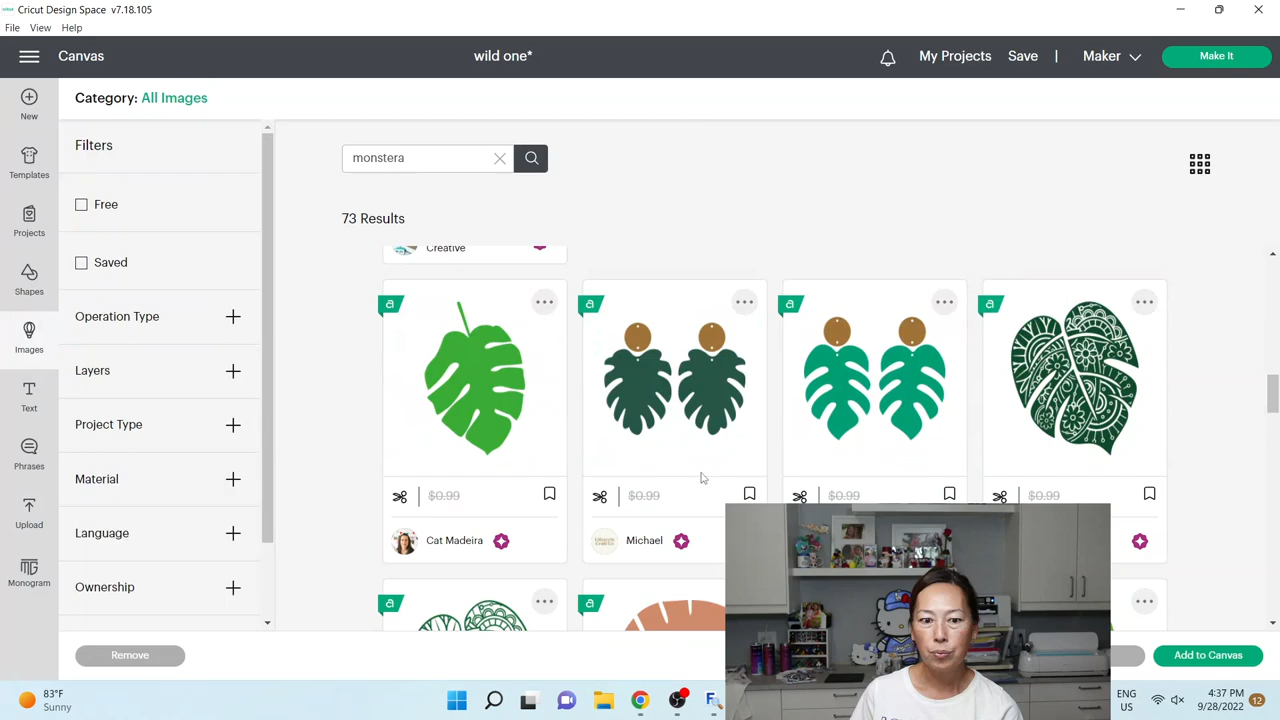 Cricut Design Space v7.18.105
File View Help
Canvas
wild one*
My Projects Save | Maker
Make It
New
Templates
Projects
Shapes
Images
Text
Phrases
Upload
Monogram
Category: All Images
Filters
Free
Saved
Operation Type
Layers
Project Type
Material
Language
Ownership
Remove
monstera
73 Results
Creative
a
a
a
a
$0.99
$0.99
$0.99
$0.99
Cat Madeira
Michael
a
a
Add to Canvas
83°F
Sunny
ENG
US
4:37 PM
9/28/2022
12